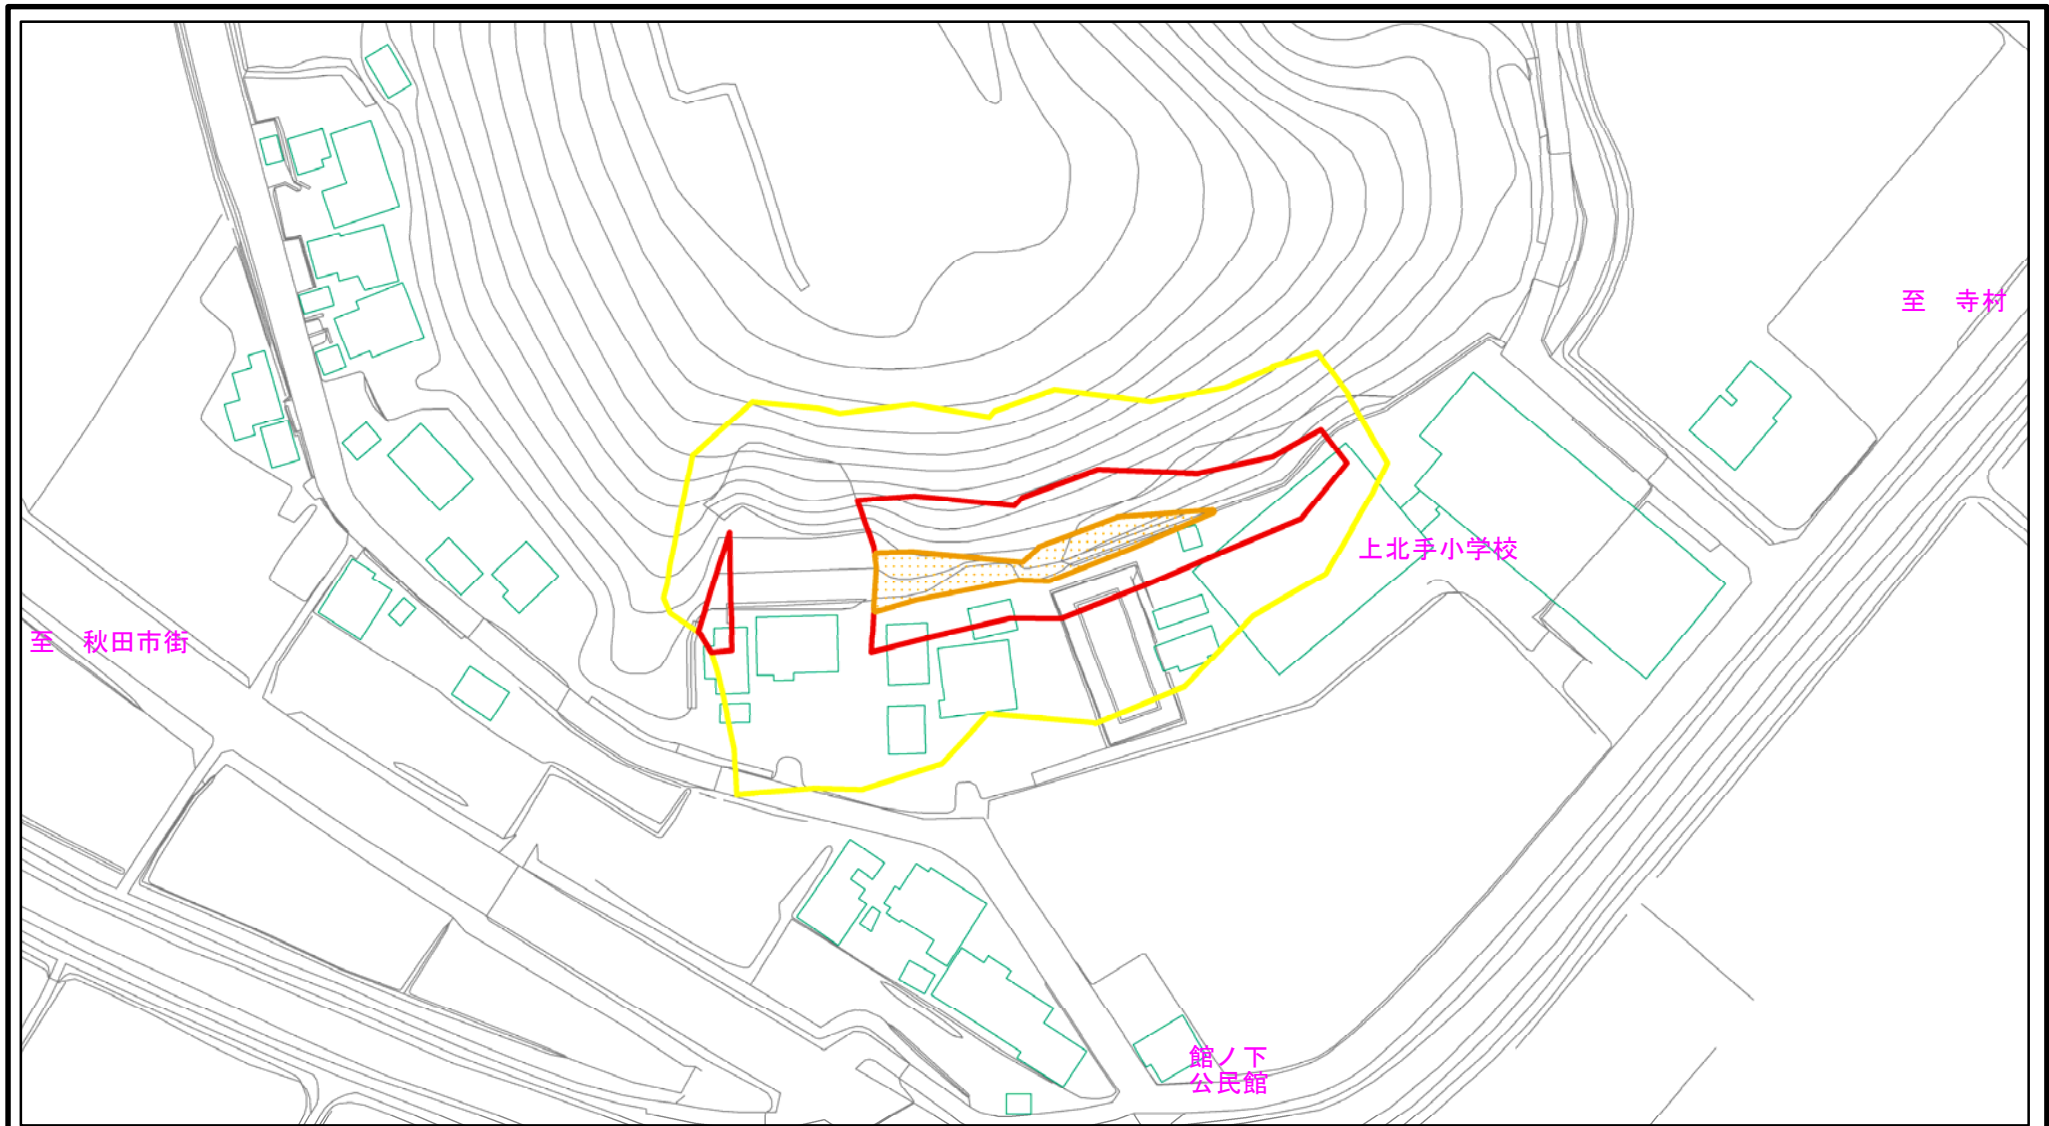 至　寺村
上北手小学校
至　秋田市街
館ノ下
公民館